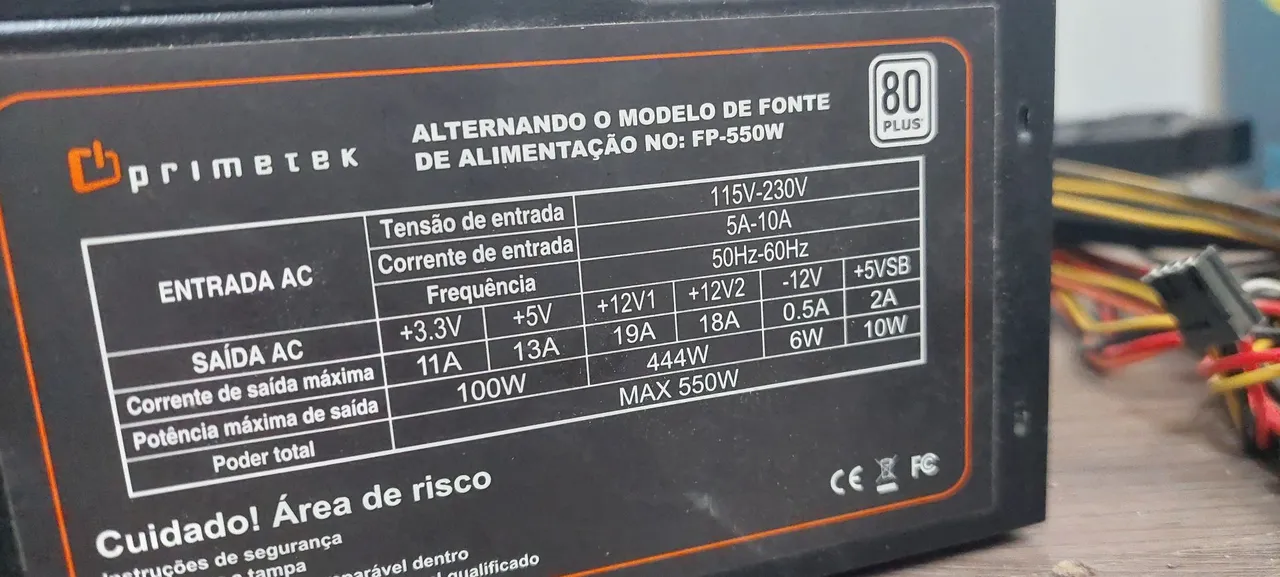 primetek
ALTERNANDO O MODELO DE FONTE
DE ALIMENTAÇÃO NO: FP-550W
80
PLUS
ENTRADA AC
Tensão de entrada 115V-230V
Corrente de entrada 5A-10A
Frequência 50Hz-60Hz
SAÍDA AC +3.3V +5V +12V1 +12V2 -12V +5VSB
Corrente de saída máxima 11A 13A 19A 18A 0.5A 2A
Potência máxima de saída 100W 444W 6W 10W
Poder total MAX 550W
CE FC
Cuidado! Área de risco
Instruções de segurança
tampa
dentro
qualificado